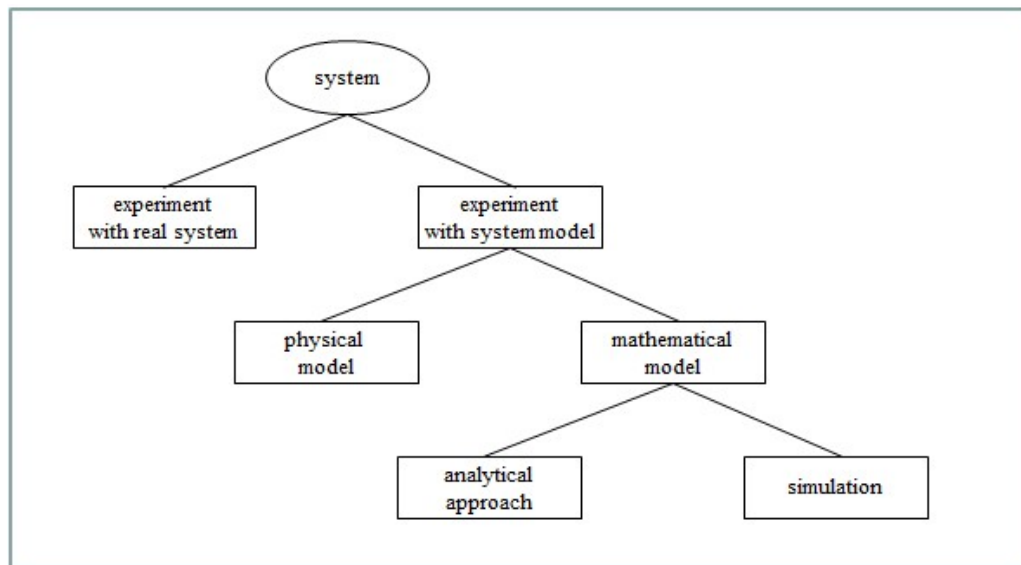 system
experiment
with real system
experiment
with system model
physical
model
mathematical
model
analytical
approach
simulation